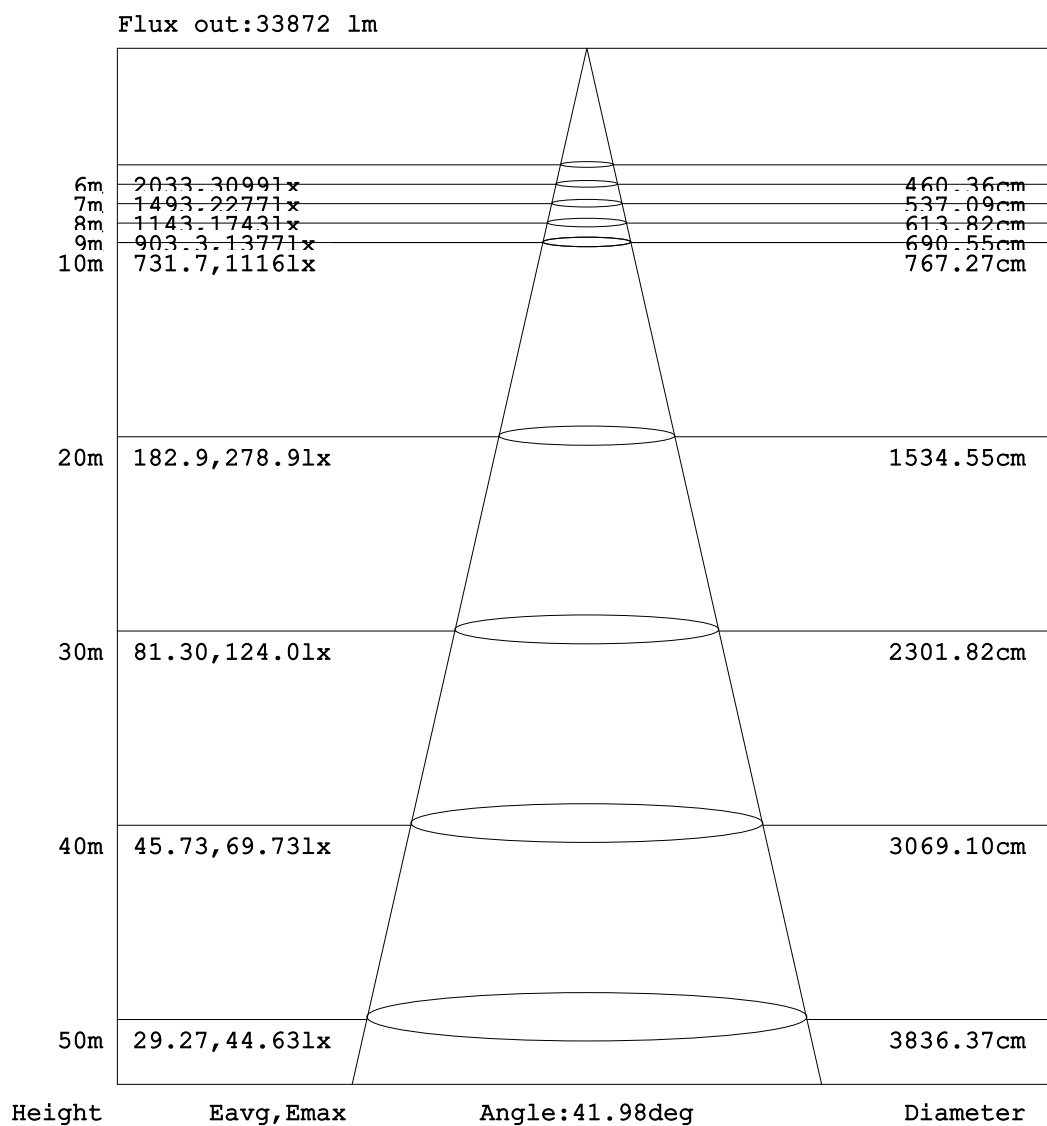 Flux out:33872 lm
6m 2033,3099lx 460.36cm
7m 1493,2277lx 537.09cm
8m 1143,1743lx 613.82cm
9m 903.3,1377lx 690.55cm
10m 731.7,1116lx 767.27cm
20m 182.9,278.9lx 1534.55cm
30m 81.30,124.0lx 2301.82cm
40m 45.73,69.73lx 3069.10cm
50m 29.27,44.63lx 3836.37cm
Height Eavg,Emax Angle:41.98deg Diameter